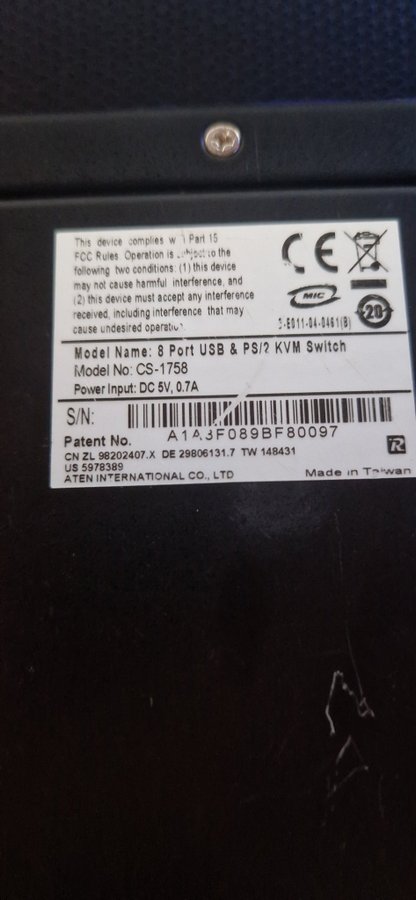 This device complies w Part 15
FCC Rules. Operation is to the
following two conditions: (1) this device
may not cause harmful interference, and
(2) this device must accept any interference
received, including interference that may
cause undesired
CE
MIC
20
-E011-04-0461(B)
Model Name: 8 Port USB & PS/2 KVM Switch
Model No: CS-1758
Power Input: DC 5V, 0.7A
S/N:
A1A3F089BF80097
Patent No.
CN ZL 98202407.X DE 29806131.7 TW 148431
US 5978389
ATEN INTERNATIONAL CO., LTD
Made in Taiwan
R